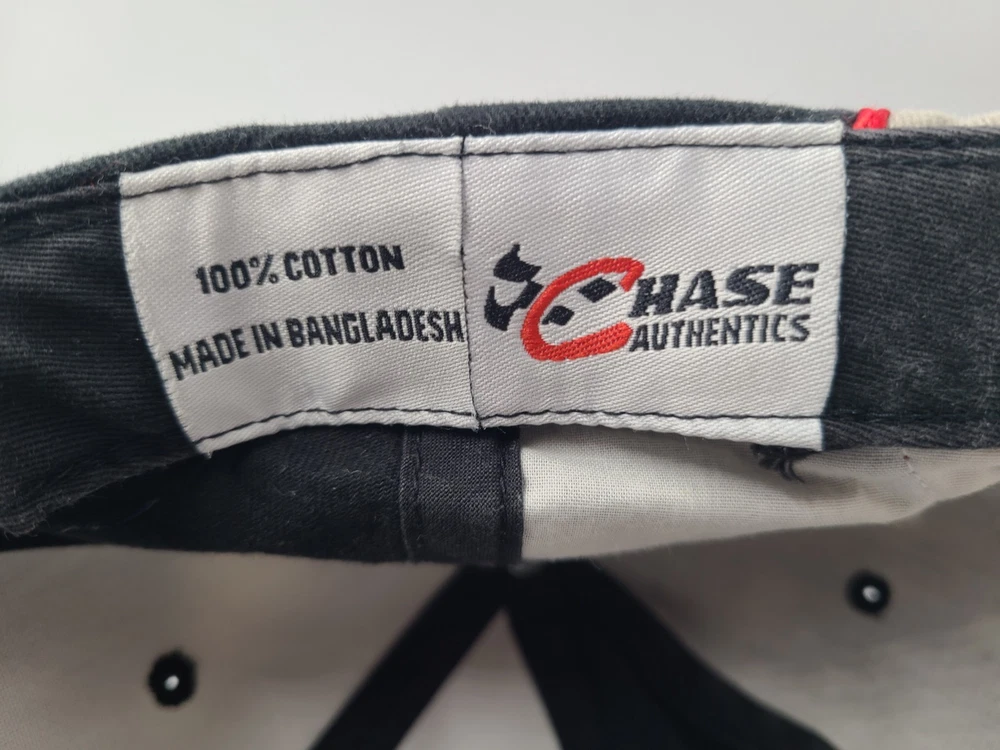 100% COTTON
MADE IN BANGLADESH
CHASE
AUTHENTICS